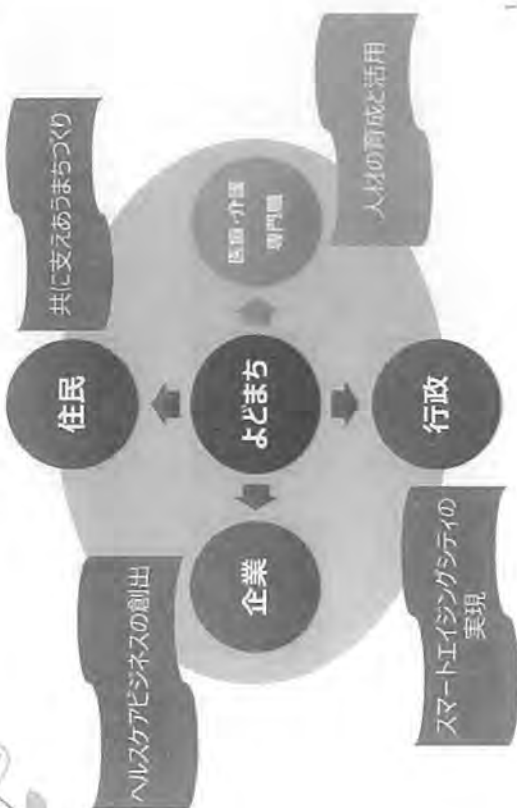 スマートエイジングシティの
実現
ヘルスケアビジネスの創出
企業
行政
よどまち
住民
医療・介護
専門職
人材の育成と活用
共に支えあうまちづくり